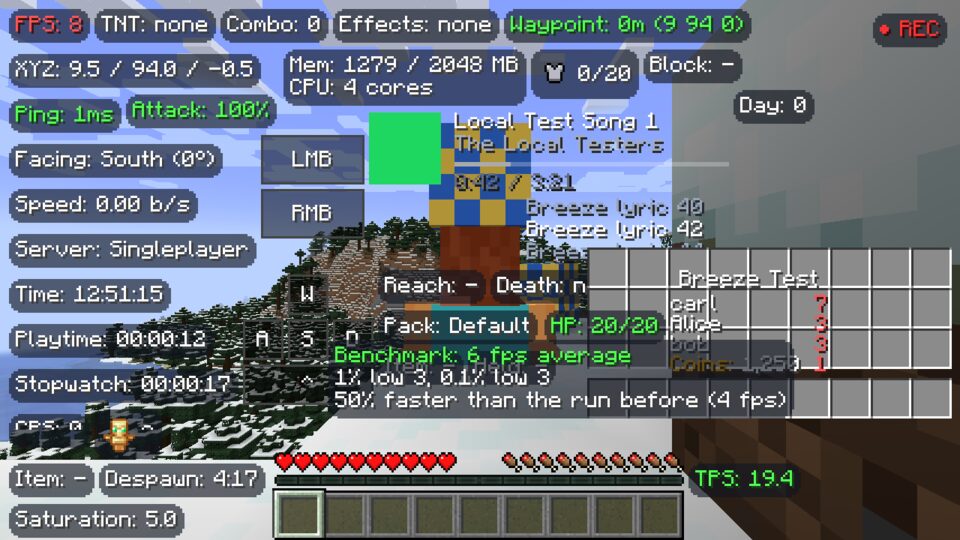 FPS: 8
TNT: none
Combo: 0
Effects: none
Waypoint: 0m (9 94 0)
REC
XYZ: 9.5 / 94.0 / -0.5
Mem: 1279 / 2048 MB
CPU: 4 cores
0/20
Block: -
Day: 0
Ping: 1ms
Attack: 100%
Local Test Song 1
The Local Testers
0:42 / 3:21
Facing: South (0°)
LMB
RMB
Speed: 0.00 b/s
Breeze lyric 40
Breeze lyric 42
Server: Singleplayer
Time: 12:51:15
W
A
S
D
Reach: -
Death: n
Breeze Test
carl 7
Alice 3
bob 3
Coins: 1,250 1
Playtime: 00:00:12
Pack: Default
HP: 20/20
Benchmark: 6 fps average
1% low 3, 0.1% low 3
50% faster than the run before (4 fps)
Stopwatch: 00:00:17
CPS: 0
Item: -
Despawn: 4:17
TPS: 19.4
Saturation: 5.0